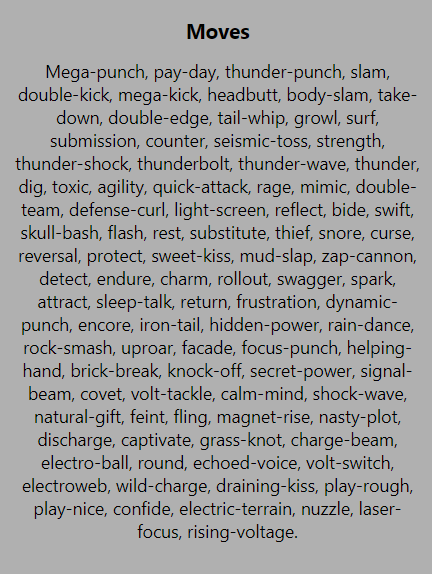 Moves
Mega-punch, pay-day, thunder-punch, slam,
double-kick, mega-kick, headbutt, body-slam, take-
down, double-edge, tail-whip, growl, surf,
submission, counter, seismic-toss, strength,
thunder-shock, thunderbolt, thunder-wave, thunder,
dig, toxic, agility, quick-attack, rage, mimic, double-
team, defense-curl, light-screen, reflect, bide, swift,
skull-bash, flash, rest, substitute, thief, snore, curse,
reversal, protect, sweet-kiss, mud-slap, zap-cannon,
detect, endure, charm, rollout, swagger, spark,
attract, sleep-talk, return, frustration, dynamic-
punch, encore, iron-tail, hidden-power, rain-dance,
rock-smash, uproar, facade, focus-punch, helping-
hand, brick-break, knock-off, secret-power, signal-
beam, covet, volt-tackle, calm-mind, shock-wave,
natural-gift, feint, fling, magnet-rise, nasty-plot,
discharge, captivate, grass-knot, charge-beam,
electro-ball, round, echoed-voice, volt-switch,
electroweb, wild-charge, draining-kiss, play-rough,
play-nice, confide, electric-terrain, nuzzle, laser-
focus, rising-voltage.